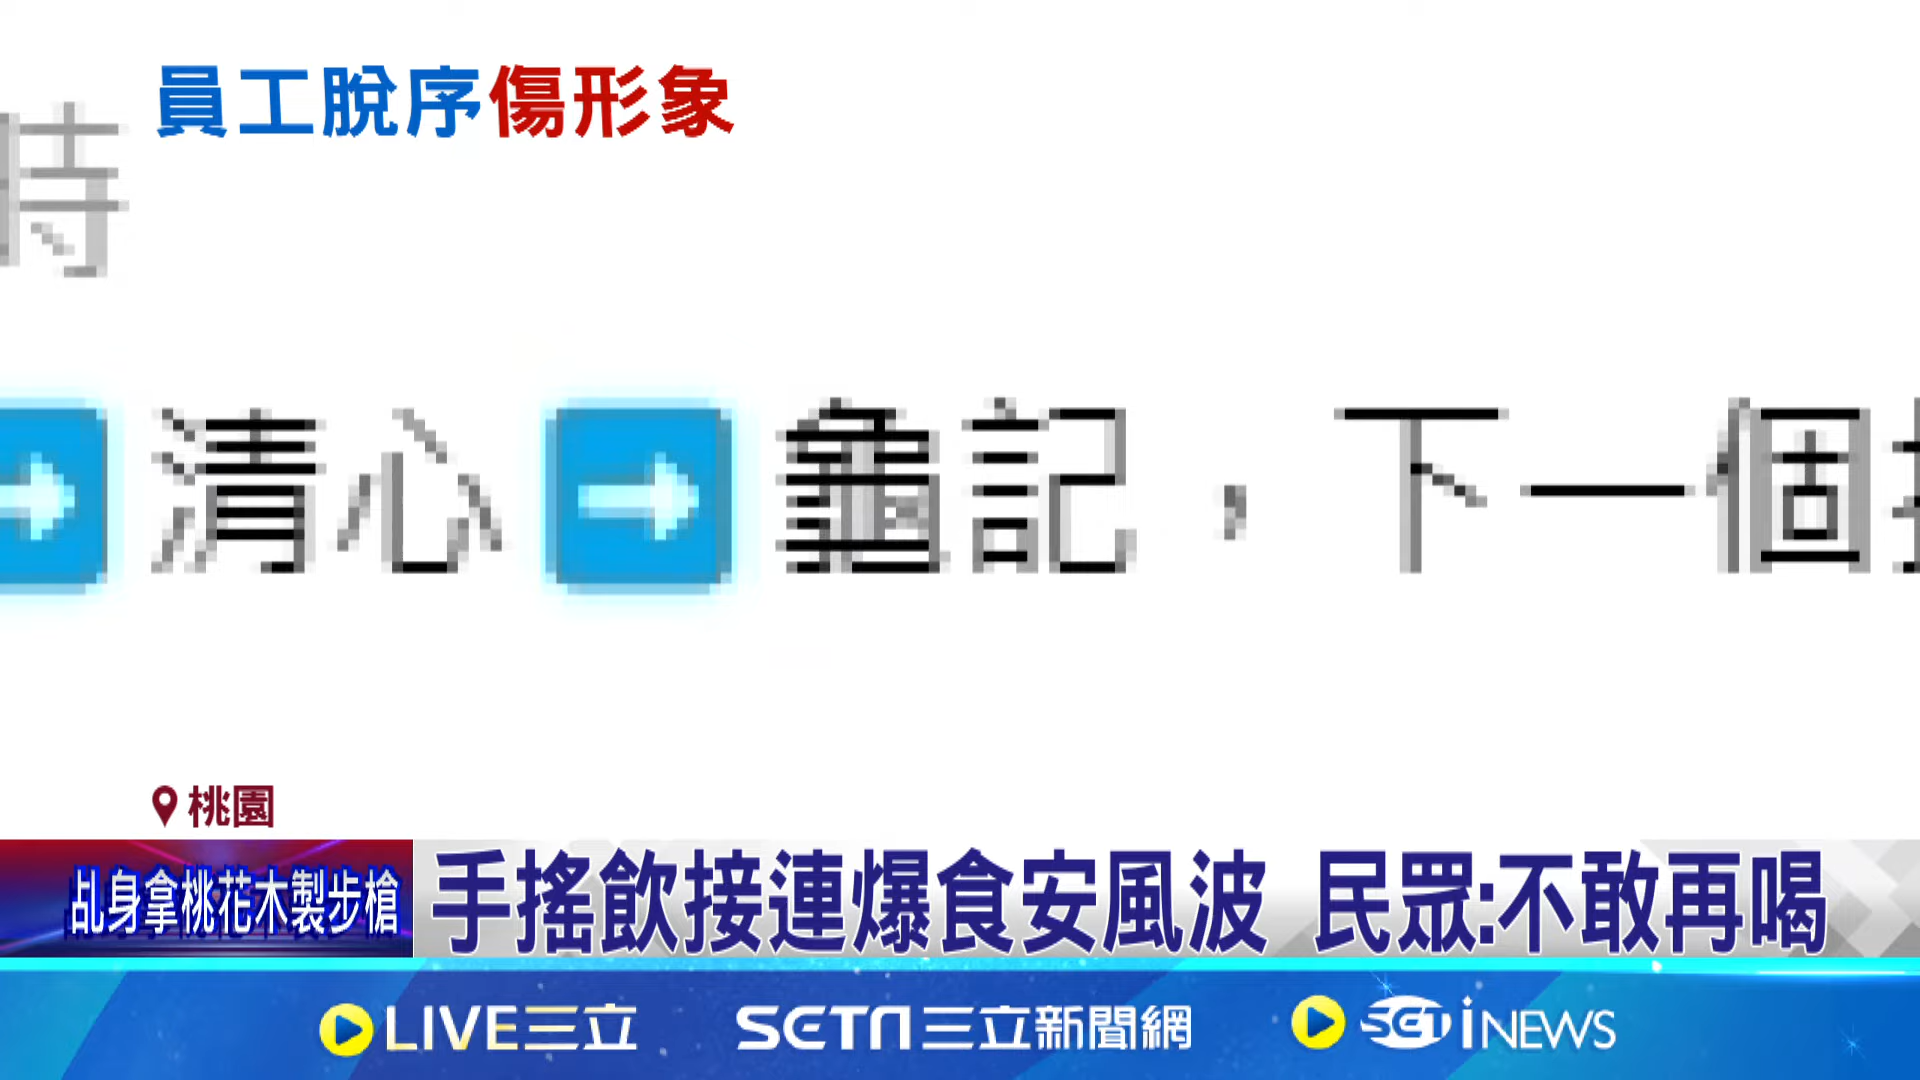 員工脫序傷形象
時
清心➡龜記，下一個
桃園
乩身拿桃花木製步槍
手搖飲接連爆食安風波 民眾:不敢再喝
LIVE三立
SETN三立新聞網
SET iNEWS